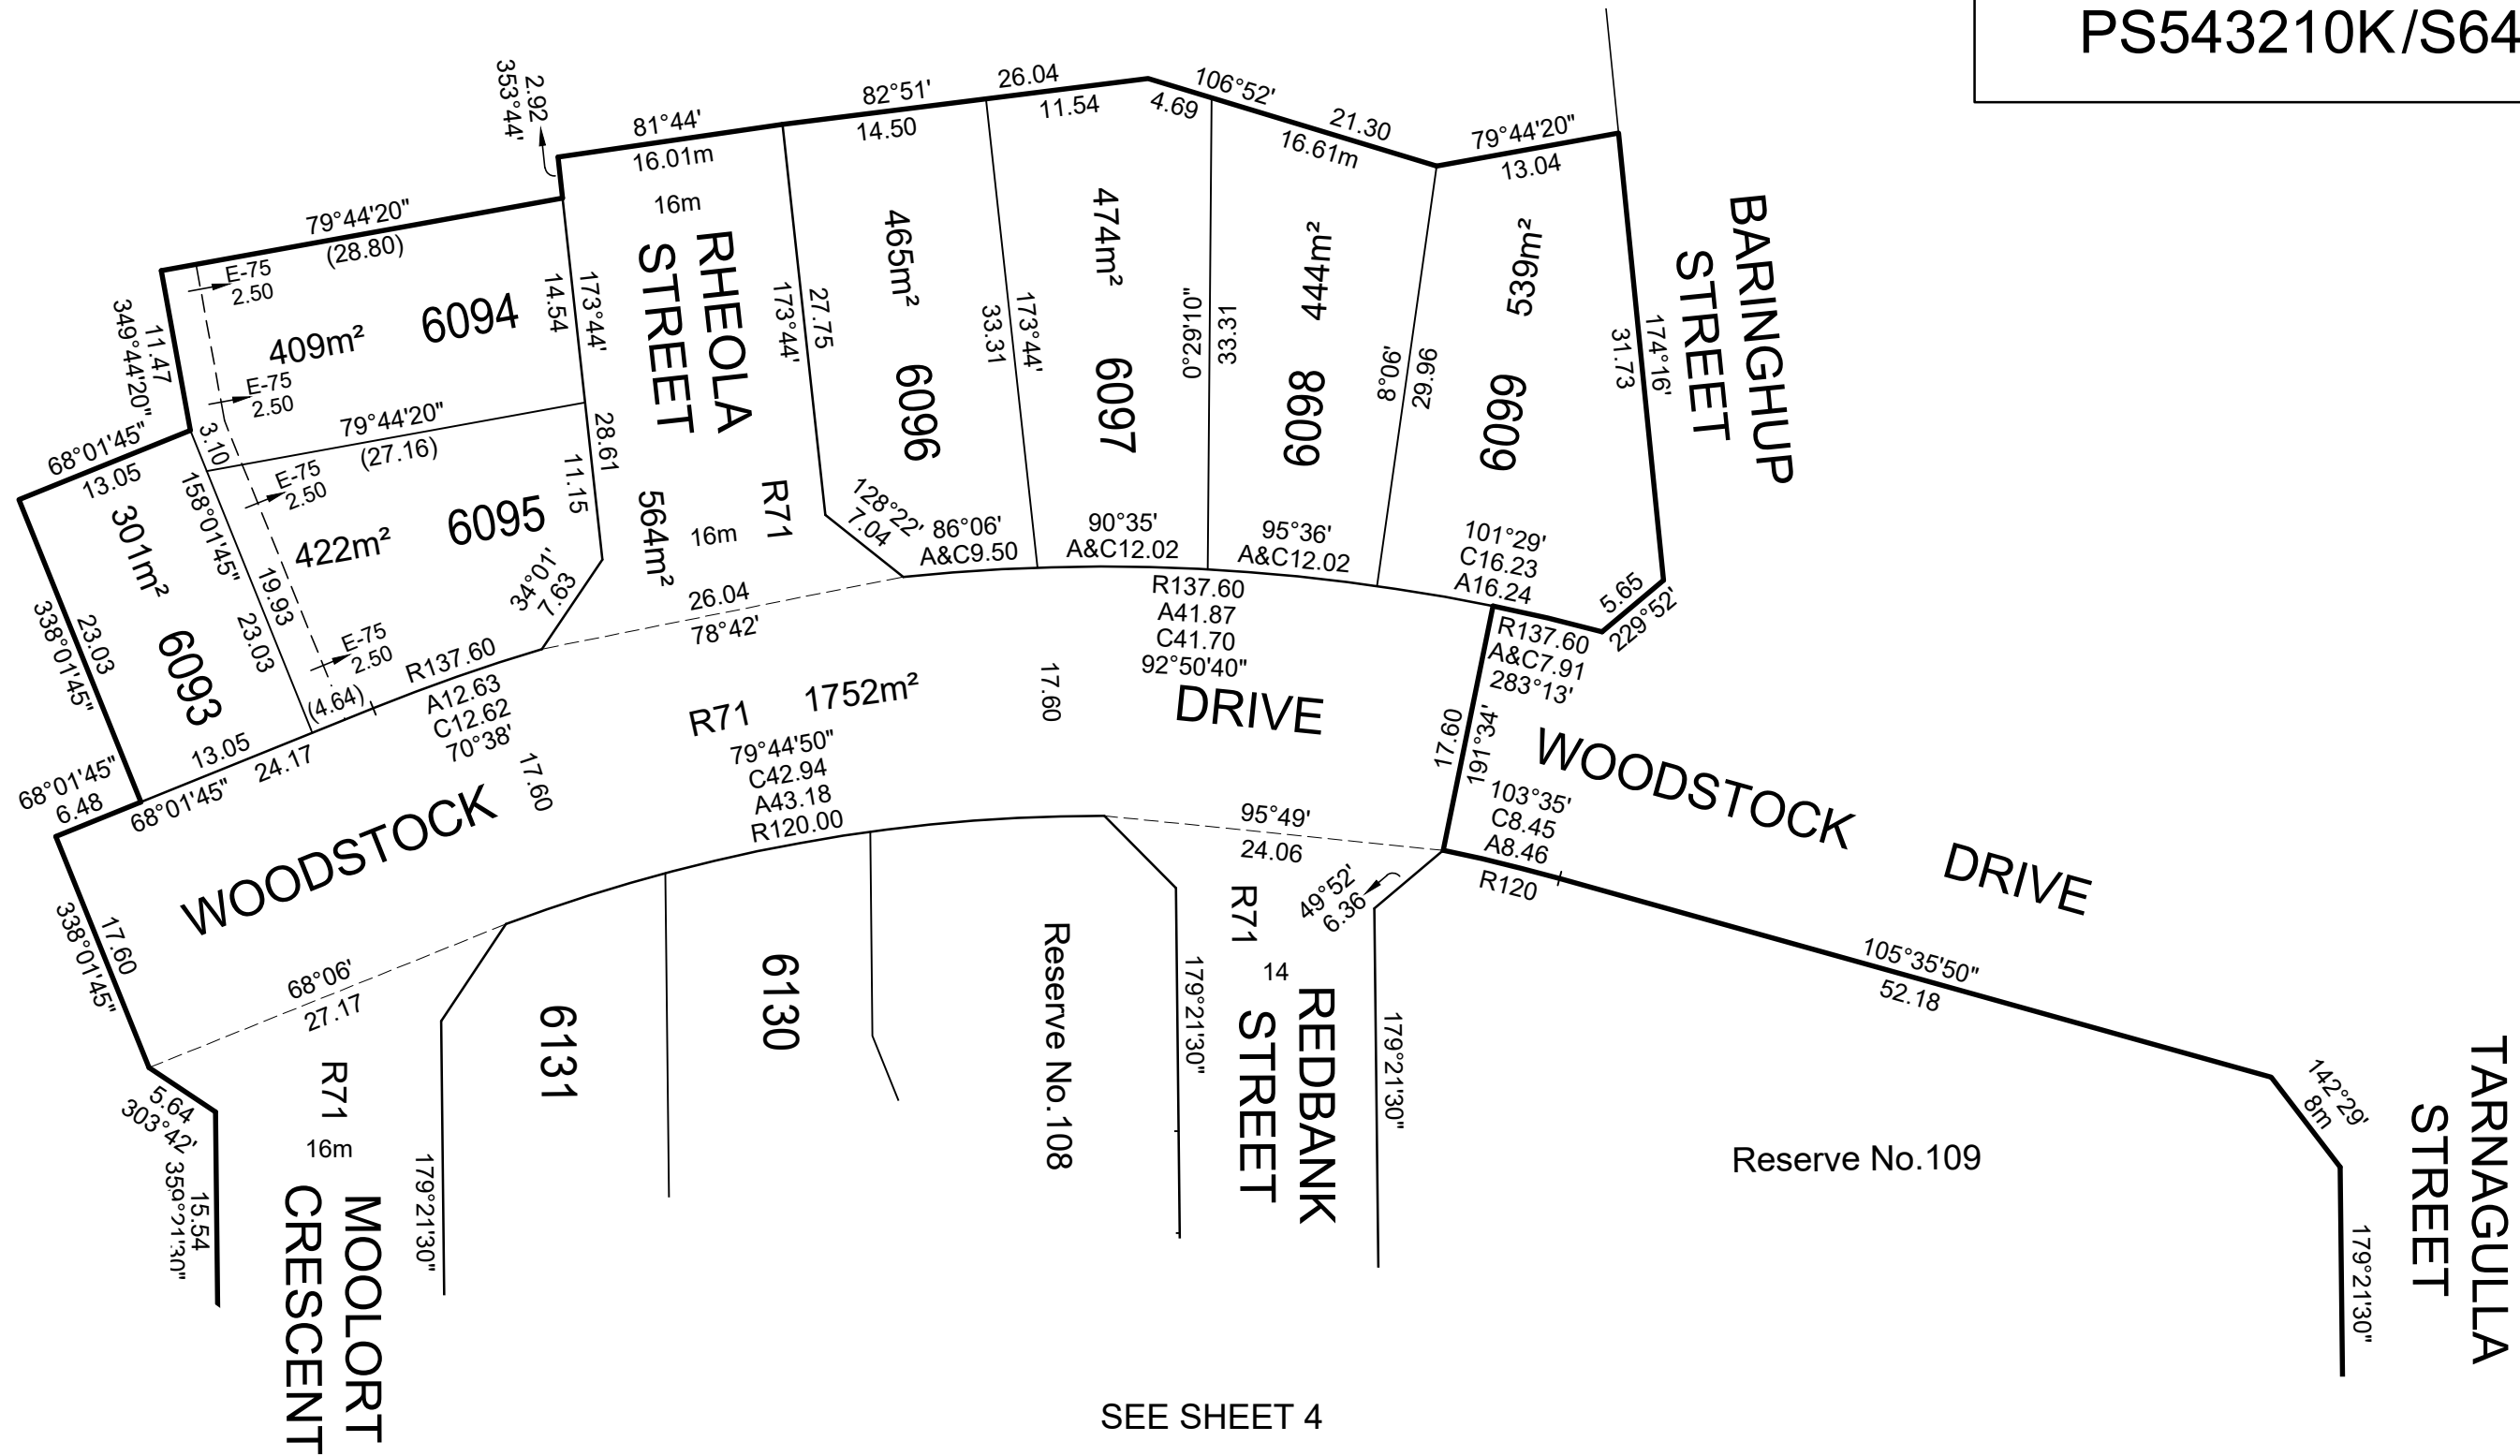 PS543210K/S64
353°44'
2.92
81°44'
16.01m
82°51'
26.04
14.50
11.54
106°52'
21.30
4.69
16.61m
79°44'20"
13.04
79°44'20"
(28.80)
E-75
2.50
409m²
6094
349°44'20"
11.47
E-75
2.50
14.54
173°44'
28.61
11.15
79°44'20"
(27.16)
3.10
16m
RHEOLA
STREET
564m²
16m
R71
173°44'
27.75
465m²
6096
128°22'
7.04
86°06'
A&C9.50
33.31
173°44'
474m²
6097
90°35'
A&C12.02
0°29'10"
33.31
444m²
6098
95°36'
A&C12.02
8°06'
29.96
539m²
6099
101°29'
C16.23
A16.24
31.73
174°16'
BARINGHUP
STREET
5.65
229°52'
68°01'45"
13.05
301m²
6093
338°01'45"
23.03
158°01'45"
19.93
23.03
E-75
2.50
422m²
6095
E-75
2.50
34°01'
7.63
(4.64)
R137.60
A12.63
C12.62
70°38'
26.04
78°42'
R137.60
A41.87
C41.70
92°50'40"
R137.60
A&C7.91
283°13'
13.05
24.17
68°01'45"
68°01'45"
6.48
17.60
R71
1752m²
79°44'50"
C42.94
A43.18
R120.00
17.60
WOODSTOCK
DRIVE
17.60
191°34'
103°35'
C8.45
A8.46
R120
WOODSTOCK
DRIVE
95°49'
24.06
49°52'
6.36
338°01'45"
17.60
68°06'
27.17
5.64
303°42'
359°21'30"
15.54
R71
16m
MOOLORT
CRESCENT
179°21'30"
6131
6130
Reserve No.108
179°21'30"
R71
14
REDBANK
STREET
179°21'30"
105°35'50"
52.18
Reserve No.109
142°29'
8m
179°21'30"
TARNAGULLA
STREET
SEE SHEET 4